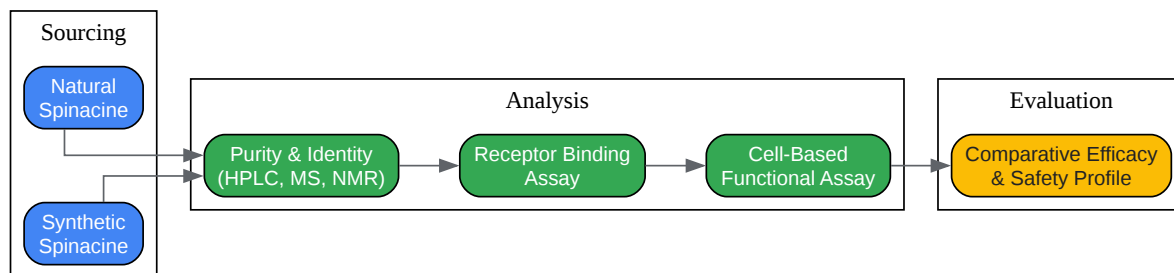 Sourcing
Natural
Spinacine
Synthetic
Spinacine
Analysis
Purity & Identity
(HPLC, MS, NMR)
Receptor Binding
Assay
Cell-Based
Functional Assay
Evaluation
Comparative Efficacy
& Safety Profile